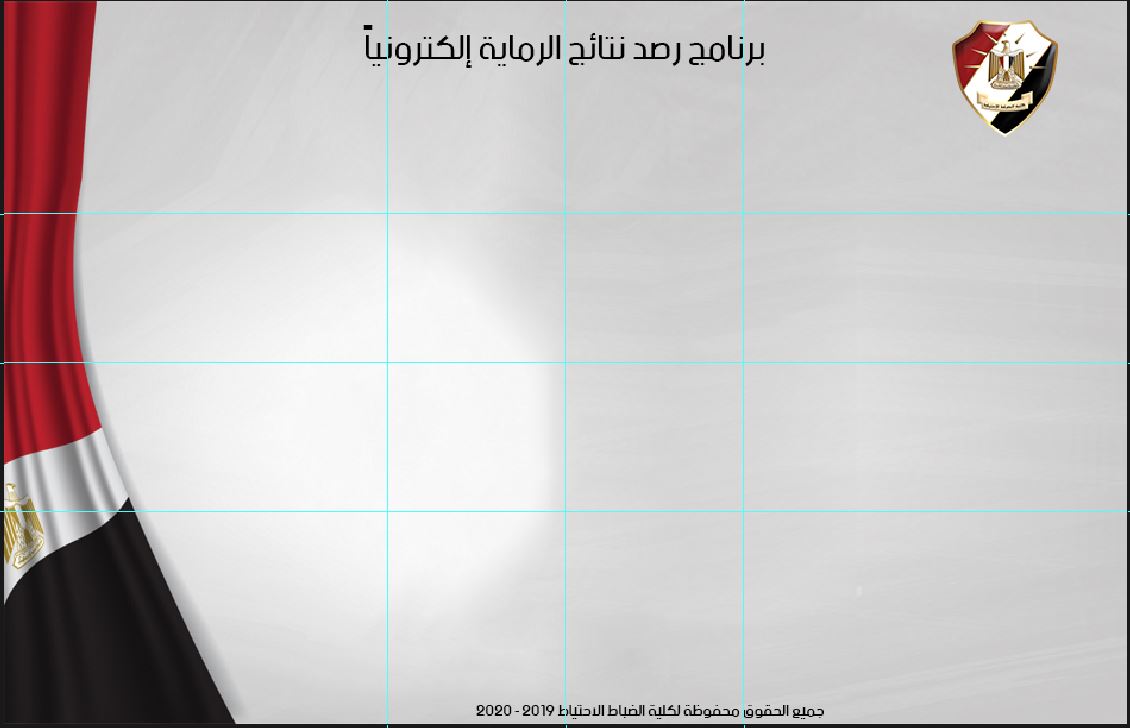 برنامج رصد نتائج الرماية إلكترونياً
جميع الحقوق محفوظة لكلية الضباط الاحتياط 2019 - 2020